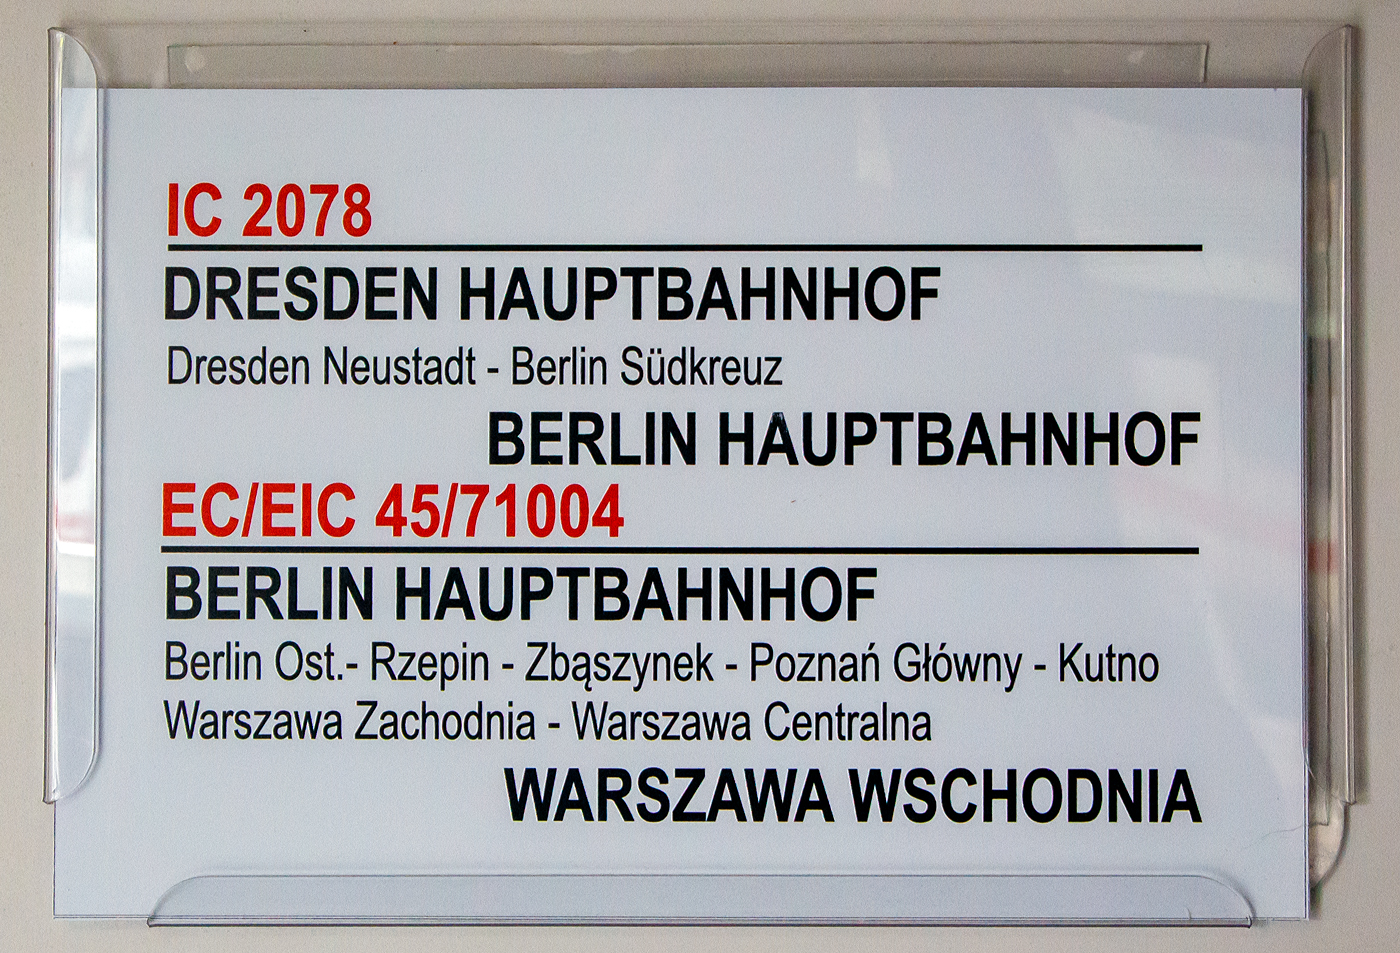 IC 2078
DRESDEN HAUPTBAHNHOF
Dresden Neustadt - Berlin Südkreuz
BERLIN HAUPTBAHNHOF
EC/EIC 45/71004
BERLIN HAUPTBAHNHOF
Berlin Ost.- Rzepin - Zbąszynek - Poznań Główny - Kutno
Warszawa Zachodnia - Warszawa Centralna
WARSZAWA WSCHODNIA